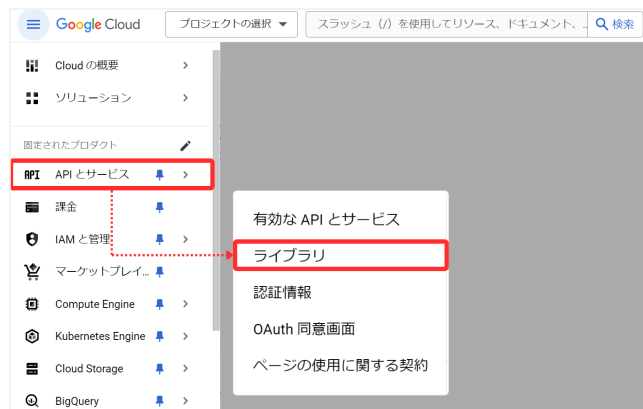 Google Cloud
プロジェクトの選択
スラッシュ（/）を使用してリソース、ドキュメント、..
検索
Cloud の概要
ソリューション
固定されたプロダクト
API API とサービス
課金
IAM と管理
マーケットプレイ...
Compute Engine
Kubernetes Engine
Cloud Storage
BigQuery
有効な API とサービス
ライブラリ
認証情報
OAuth 同意画面
ページの使用に関する契約